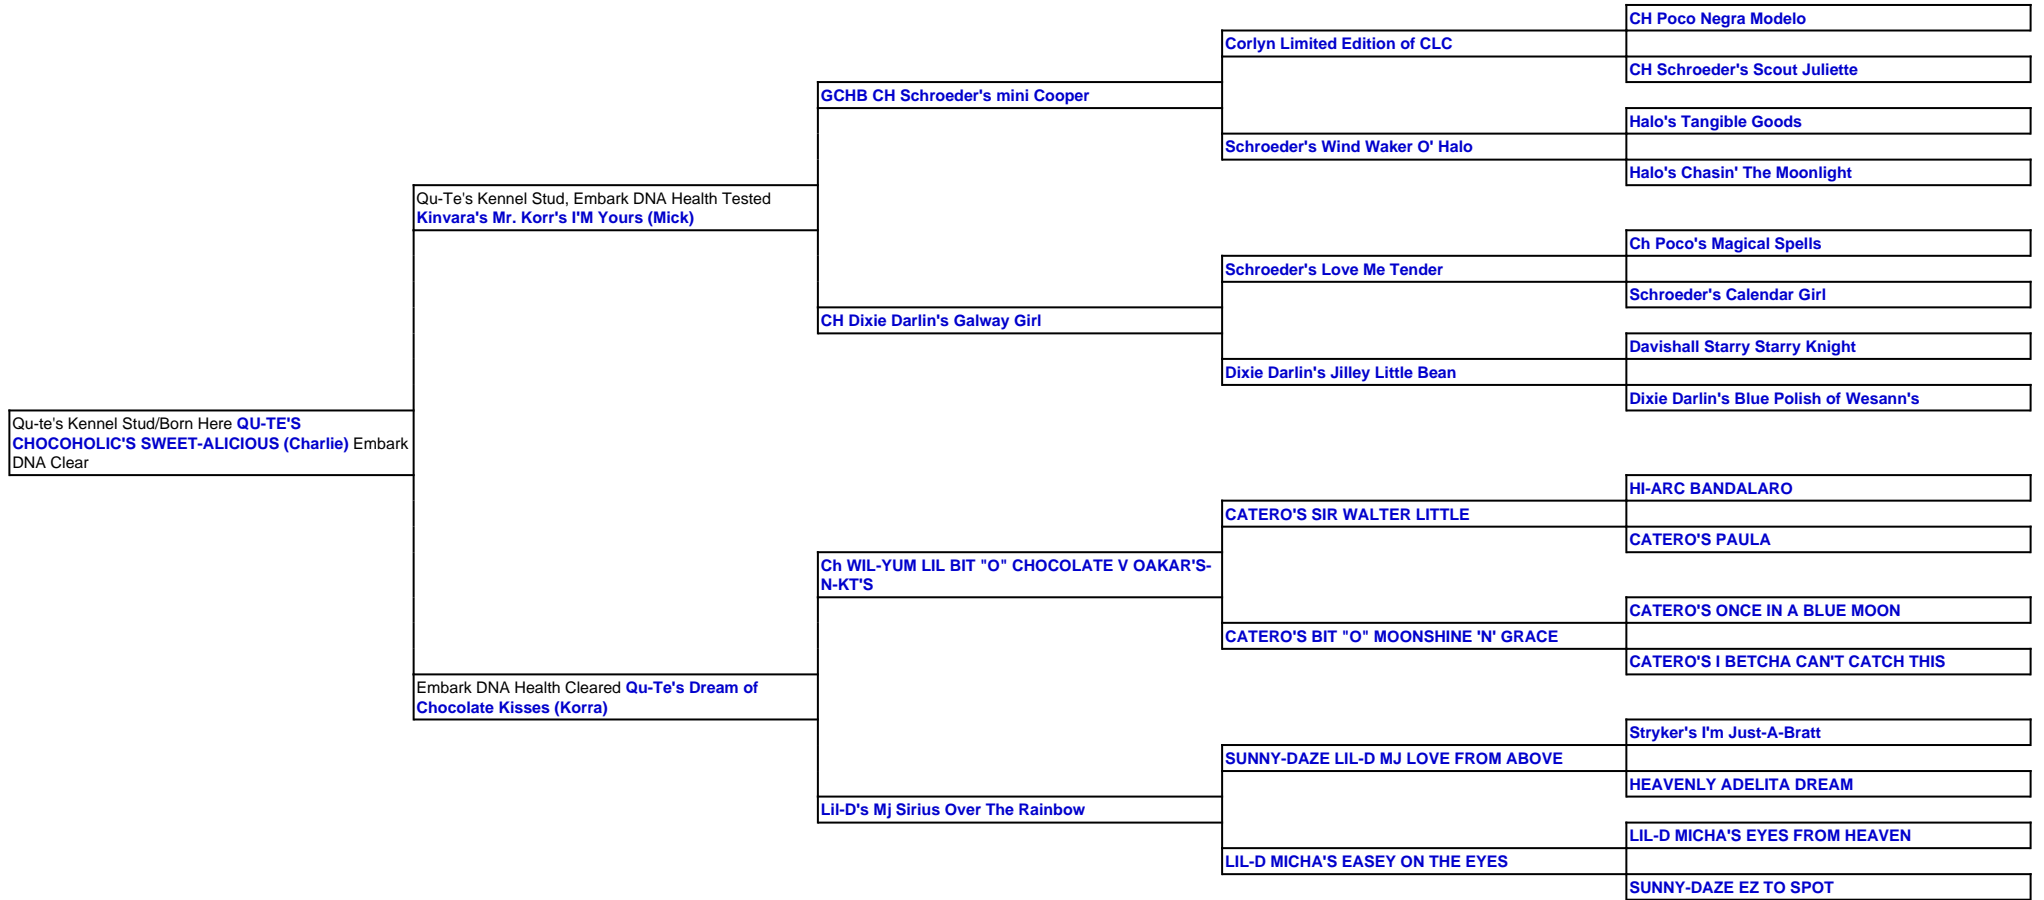 CH Poco Negra Modelo
Corlyn Limited Edition of CLC
CH Schroeder's Scout Juliette
GCHB CH Schroeder's mini Cooper
Halo's Tangible Goods
Schroeder's Wind Waker O' Halo
Halo's Chasin' The Moonlight
Qu-Te's Kennel Stud, Embark DNA Health Tested
Kinvara's Mr. Korr's I'M Yours (Mick)
Ch Poco's Magical Spells
Schroeder's Love Me Tender
Schroeder's Calendar Girl
CH Dixie Darlin's Galway Girl
Davishall Starry Starry Knight
Dixie Darlin's Jilley Little Bean
Dixie Darlin's Blue Polish of Wesann's
Qu-te's Kennel Stud/Born Here QU-TE'S
CHOCOHOLIC'S SWEET-ALICIOUS (Charlie) Embark
DNA Clear
HI-ARC BANDALARO
CATERO'S SIR WALTER LITTLE
CATERO'S PAULA
Ch WIL-YUM LIL BIT "O" CHOCOLATE V OAKAR'S-
N-KT'S
CATERO'S ONCE IN A BLUE MOON
CATERO'S BIT "O" MOONSHINE 'N' GRACE
CATERO'S I BETCHA CAN'T CATCH THIS
Embark DNA Health Cleared Qu-Te's Dream of
Chocolate Kisses (Korra)
Stryker's I'm Just-A-Bratt
SUNNY-DAZE LIL-D MJ LOVE FROM ABOVE
HEAVENLY ADELITA DREAM
Lil-D's Mj Sirius Over The Rainbow
LIL-D MICHA'S EYES FROM HEAVEN
LIL-D MICHA'S EASEY ON THE EYES
SUNNY-DAZE EZ TO SPOT